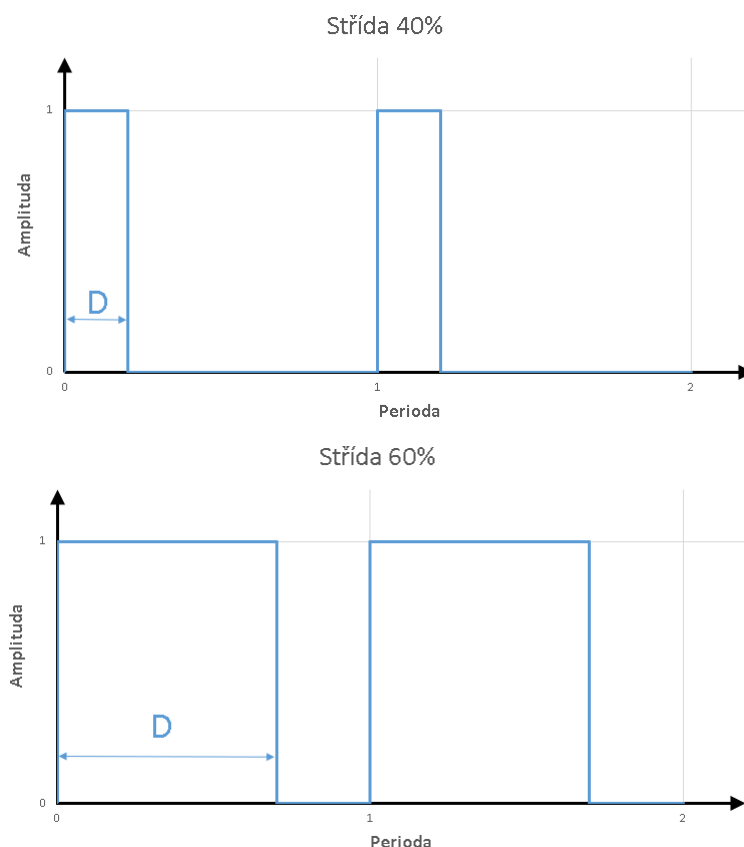 Střída 40%
1
Amplituda
D
0
0 1 2
Perioda
Střída 60%
1
Amplituda
D
0
0 1 2
Perioda